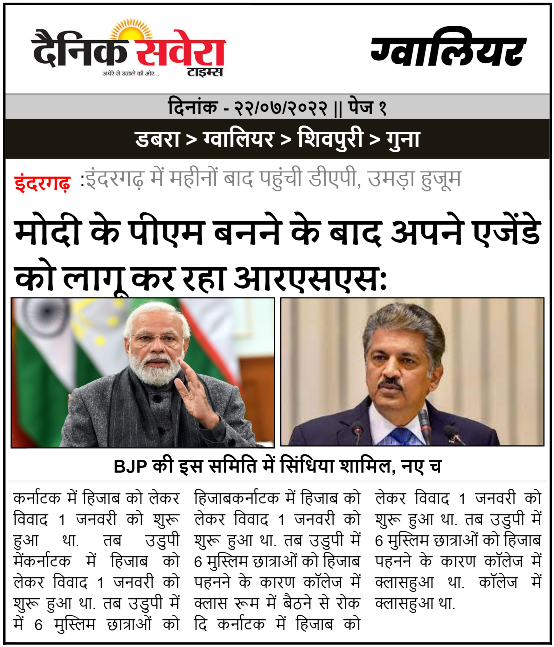 दैनिक सवेरा
टाइम्स
अंधेरे से उजाले की ओर...
ग्वालियर
दिनांक - २२/०७/२०२२ || पेज १
डबरा > ग्वालियर > शिवपुरी > गुना
इंदरगढ़ :इंदरगढ़ में महीनों बाद पहुंची डीएपी, उमड़ा हुजूम
मोदी के पीएम बनने के बाद अपने एजेंडे
को लागू कर रहा आरएसएस:
BJP की इस समिति में सिंधिया शामिल, नए च
कर्नाटक में हिजाब को लेकर
विवाद 1 जनवरी को शुरू
हुआ था. तब उडुपी
मेंकर्नाटक में हिजाब को
लेकर विवाद 1 जनवरी को
शुरू हुआ था. तब उडुपी में
में 6 मुस्लिम छात्राओं को
हिजाबकर्नाटक में हिजाब को
लेकर विवाद 1 जनवरी को
शुरू हुआ था. तब उडुपी में
6 मुस्लिम छात्राओं को हिजाब
पहनने के कारण कॉलेज में
क्लास रूम में बैठने से रोक
दि कर्नाटक में हिजाब को
लेकर विवाद 1 जनवरी को
शुरू हुआ था. तब उडुपी में
6 मुस्लिम छात्राओं को हिजाब
पहनने के कारण कॉलेज में
क्लासहुआ था. कॉलेज में
क्लासहुआ था.